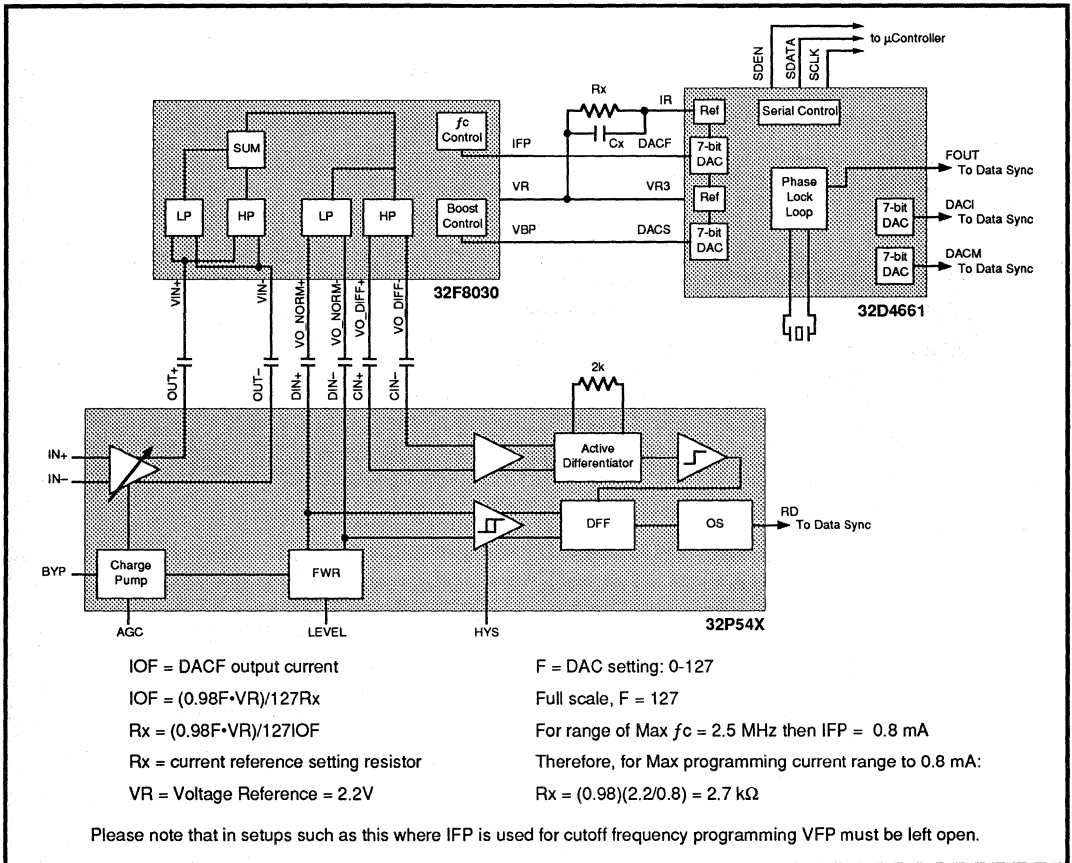 SDEN
SDATA
SCLK
to µController
Rx
IR
Cx
Ref
Serial Control
ƒc
Control
SUM
IFP
DACF
7-bit
DAC
FOUT
To Data Sync
LP
HP
LP
HP
VR
VR3
Ref
Phase
Lock
Loop
7-bit
DAC
DACI
To Data Sync
Boost
Control
VBP
DACS
7-bit
DAC
7-bit
DAC
DACM
To Data Sync
VIN+
VIN-
VO_NORM+
VO_NORM-
VO_DIFF+
VO_DIFF-
32F8030
32D4661
OUT+
OUT–
DIN+
DIN–
CIN+
CIN–
2k
IN+
IN–
Active
Differentiator
DFF
OS
RD
To Data Sync
BYP
Charge
Pump
FWR
AGC
LEVEL
HYS
32P54X
IOF = DACF output current
IOF = (0.98F•VR)/127Rx
Rx = (0.98F•VR)/127IOF
Rx = current reference setting resistor
VR = Voltage Reference = 2.2V
F = DAC setting: 0-127
Full scale, F = 127
For range of Max ƒc = 2.5 MHz then IFP = 0.8 mA
Therefore, for Max programming current range to 0.8 mA:
Rx = (0.98)(2.2/0.8) = 2.7 kΩ
Please note that in setups such as this where IFP is used for cutoff frequency programming VFP must be left open.